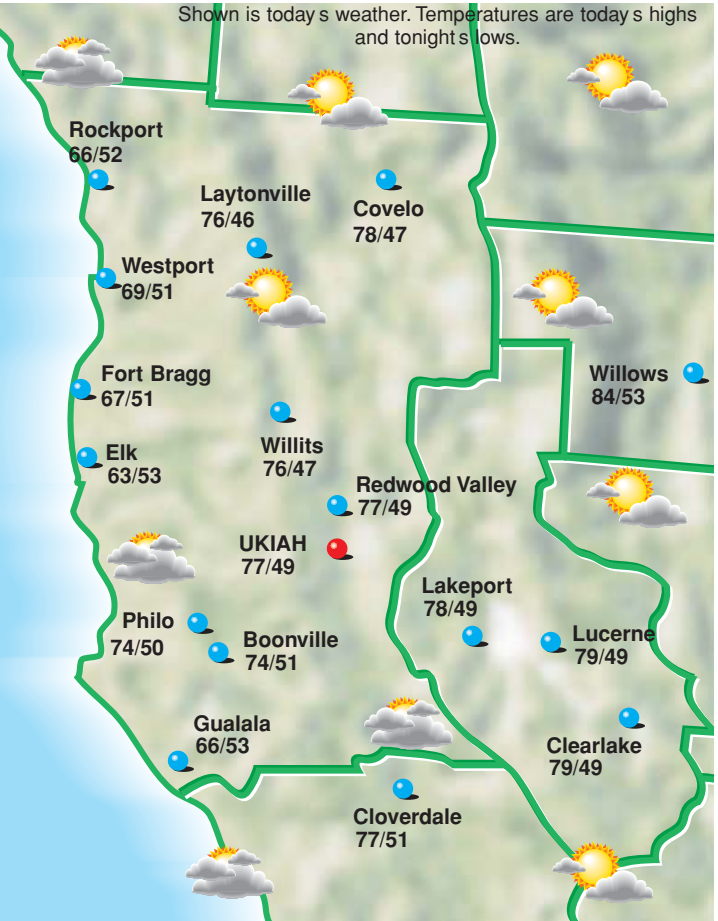 Shown is today s weather. Temperatures are today s highs
and tonight s lows.
Rockport
66/52
Laytonville
76/46
Covelo
78/47
Westport
69/51
Fort Bragg
67/51
Willows
84/53
Elk
63/53
Willits
76/47
Redwood Valley
77/49
UKIAH
77/49
Lakeport
78/49
Philo
74/50
Boonville
74/51
Lucerne
79/49
Gualala
66/53
Clearlake
79/49
Cloverdale
77/51